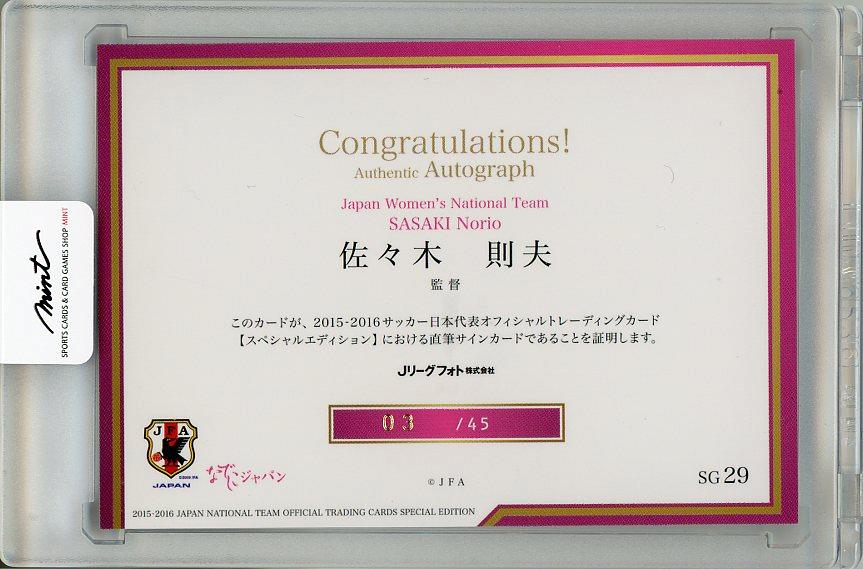 Congratulations!
Authentic Autograph
Japan Women's National Team
SASAKI Norio
佐々木 則夫
監督
このカードが、2015-2016サッカー日本代表オフィシャルトレーディングカード
【スペシャルエディション】における直筆サインカードであることを証明します。
Jリーグフォト株式会社
03 /45
JFA
©2009 JFA
JAPAN
なでしこジャパン
©JFA
SG 29
2015-2016 JAPAN NATIONAL TEAM OFFICIAL TRADING CARDS SPECIAL EDITION
mint
SPORTS CARDS & CARD GAMES SHOP MINT